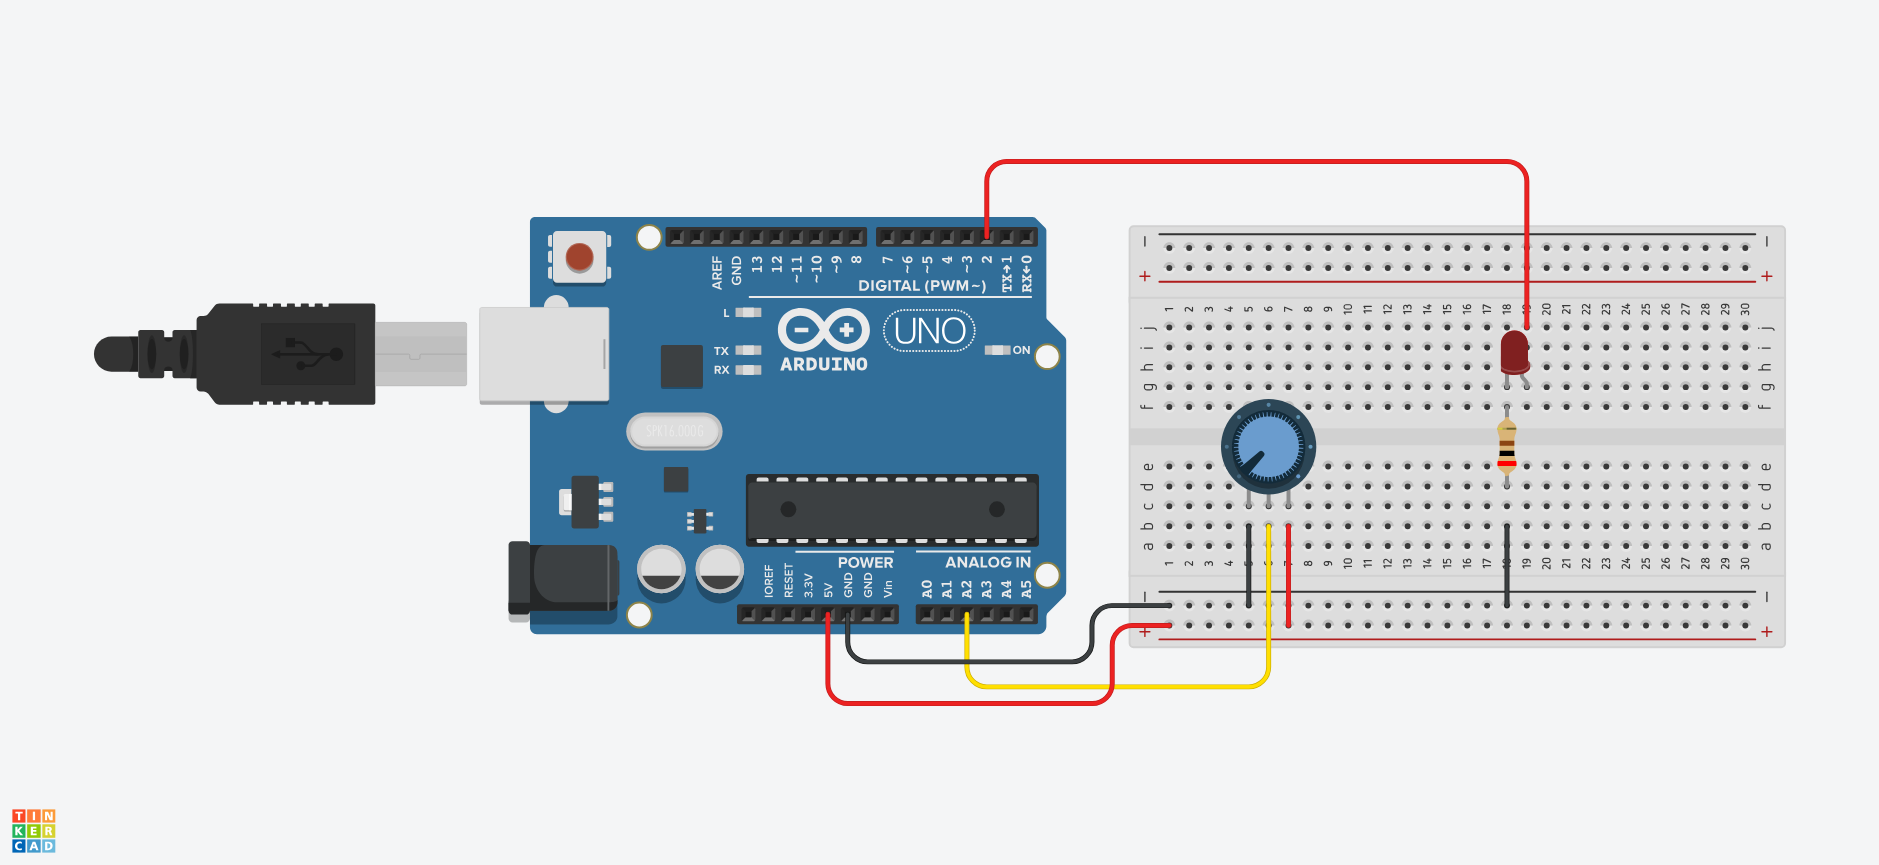 AREF
GND
13
12
~11
~10
~9
8
7
~6
~5
4
~3
2
TX→1
RX←0
DIGITAL (PWM~)
L
TX
RX
ARDUINO
UNO
ON
SPK16.000G
POWER
ANALOG IN
IOREF
RESET
3.3V
5V
GND
GND
Vin
A0
A1
A2
A3
A4
A5
− −
+ +
1 2 3 4 5 6 7 8 9 10 11 12 13 14 15 16 17 18 19 20 21 22 23 24 25 26 27 28 29 30
j j
i i
h h
g g
f f
e e
d d
c c
b b
a a
1 2 3 4 5 6 7 8 9 10 11 12 13 14 15 16 17 18 19 20 21 22 23 24 25 26 27 28 29 30
− −
+ +
TIN
KER
CAD